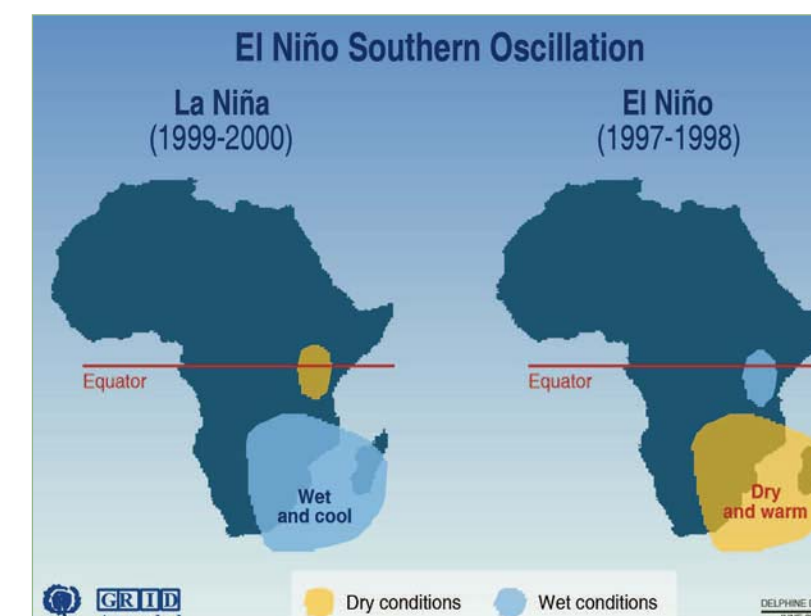 El Niño Southern Oscillation
La Niña
(1999-2000)
El Niño
(1997-1998)
Equator
Equator
Wet
and cool
Dry
and warm
GRID
Dry conditions
Wet conditions
DELPHINE